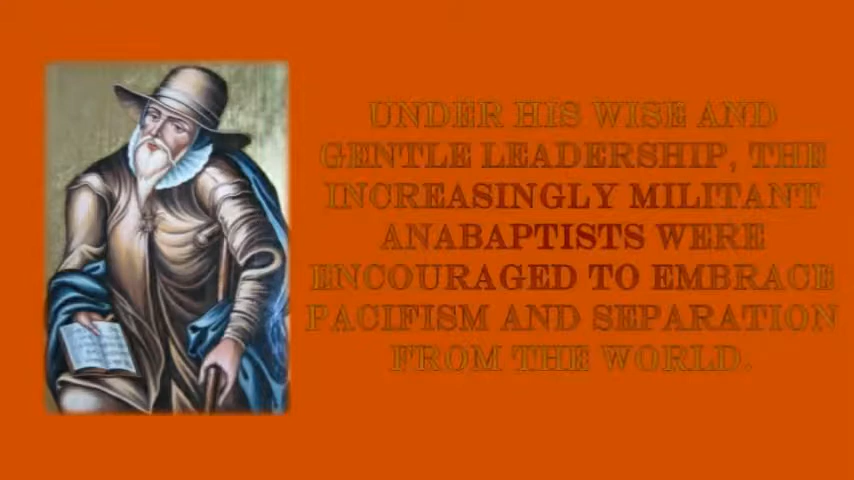 UNDER HIS WISE AND
GENTLE LEADERSHIP, THE
INCREASINGLY MILITANT
ANABAPTISTS WERE
ENCOURAGED TO EMBRACE
PACIFISM AND SEPARATION
FROM THE WORLD.